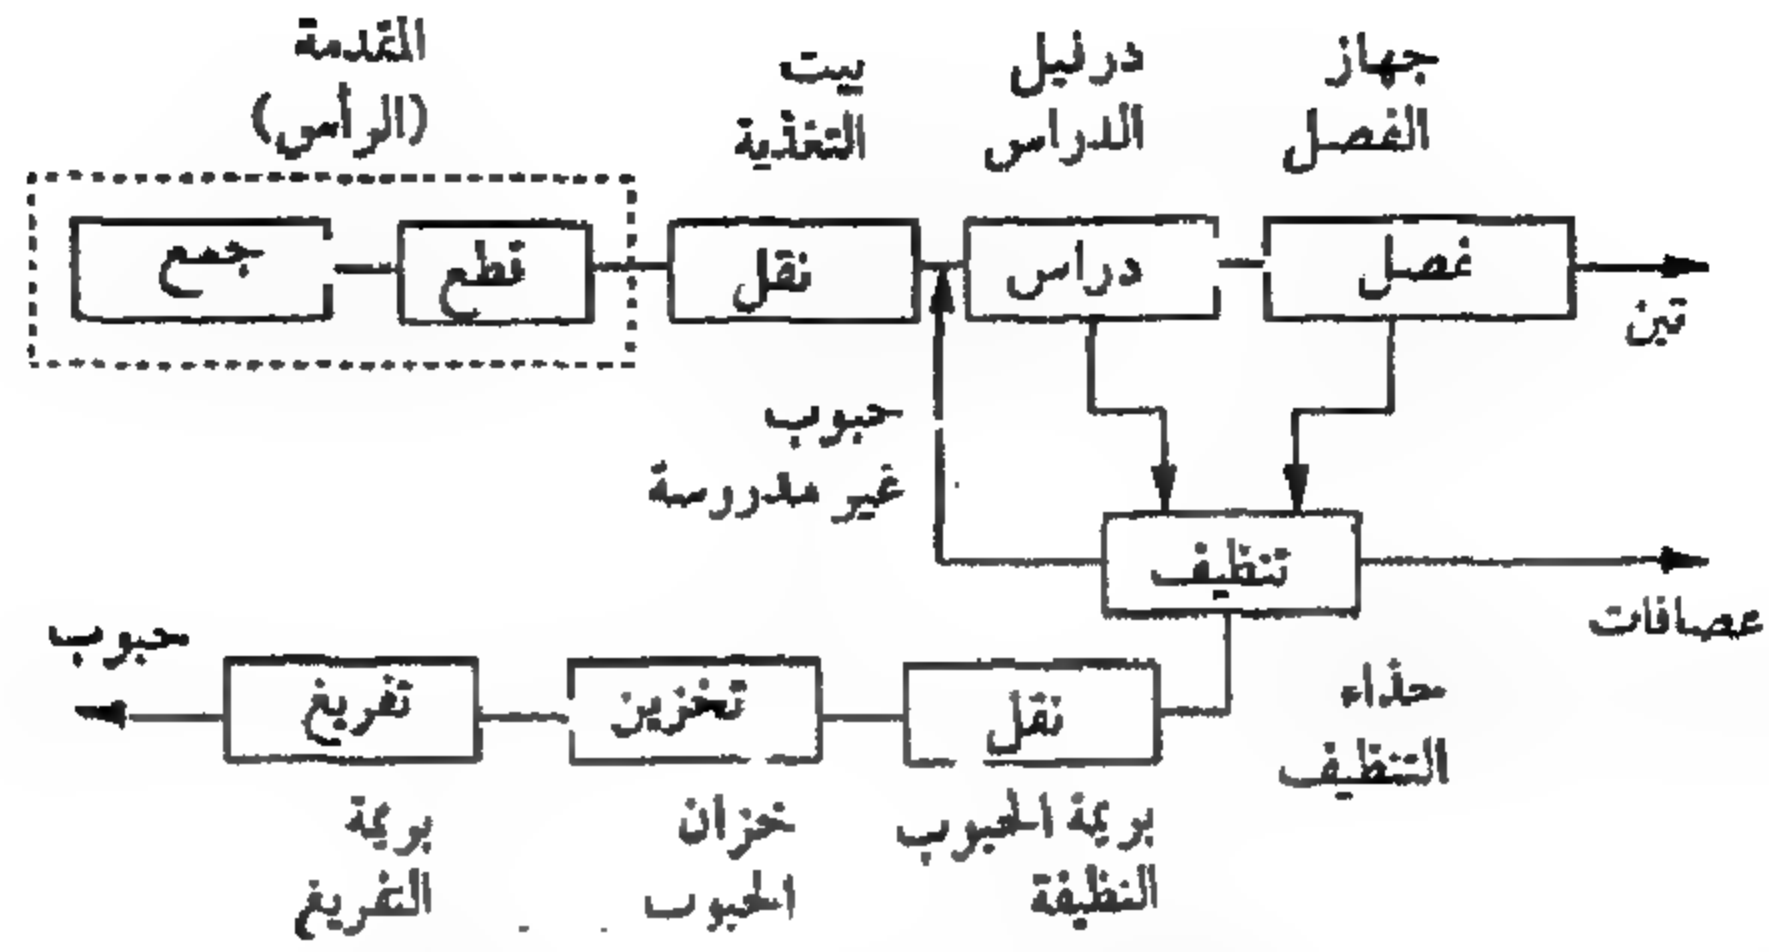 المقدمة
(الرأس)
بيت
التغذية
درفيل
الدراس
جهاز
الفصل
جمع
قطع
نقل
دراس
فصل
تبن
حبوب
غير مدروسة
تنظيف
عصافات
حذاء
التنظيف
نقل
تخزين
تفريغ
حبوب
بريمة الحبوب
النظيفة
خزان
الحبوب
بريمة
التفريغ